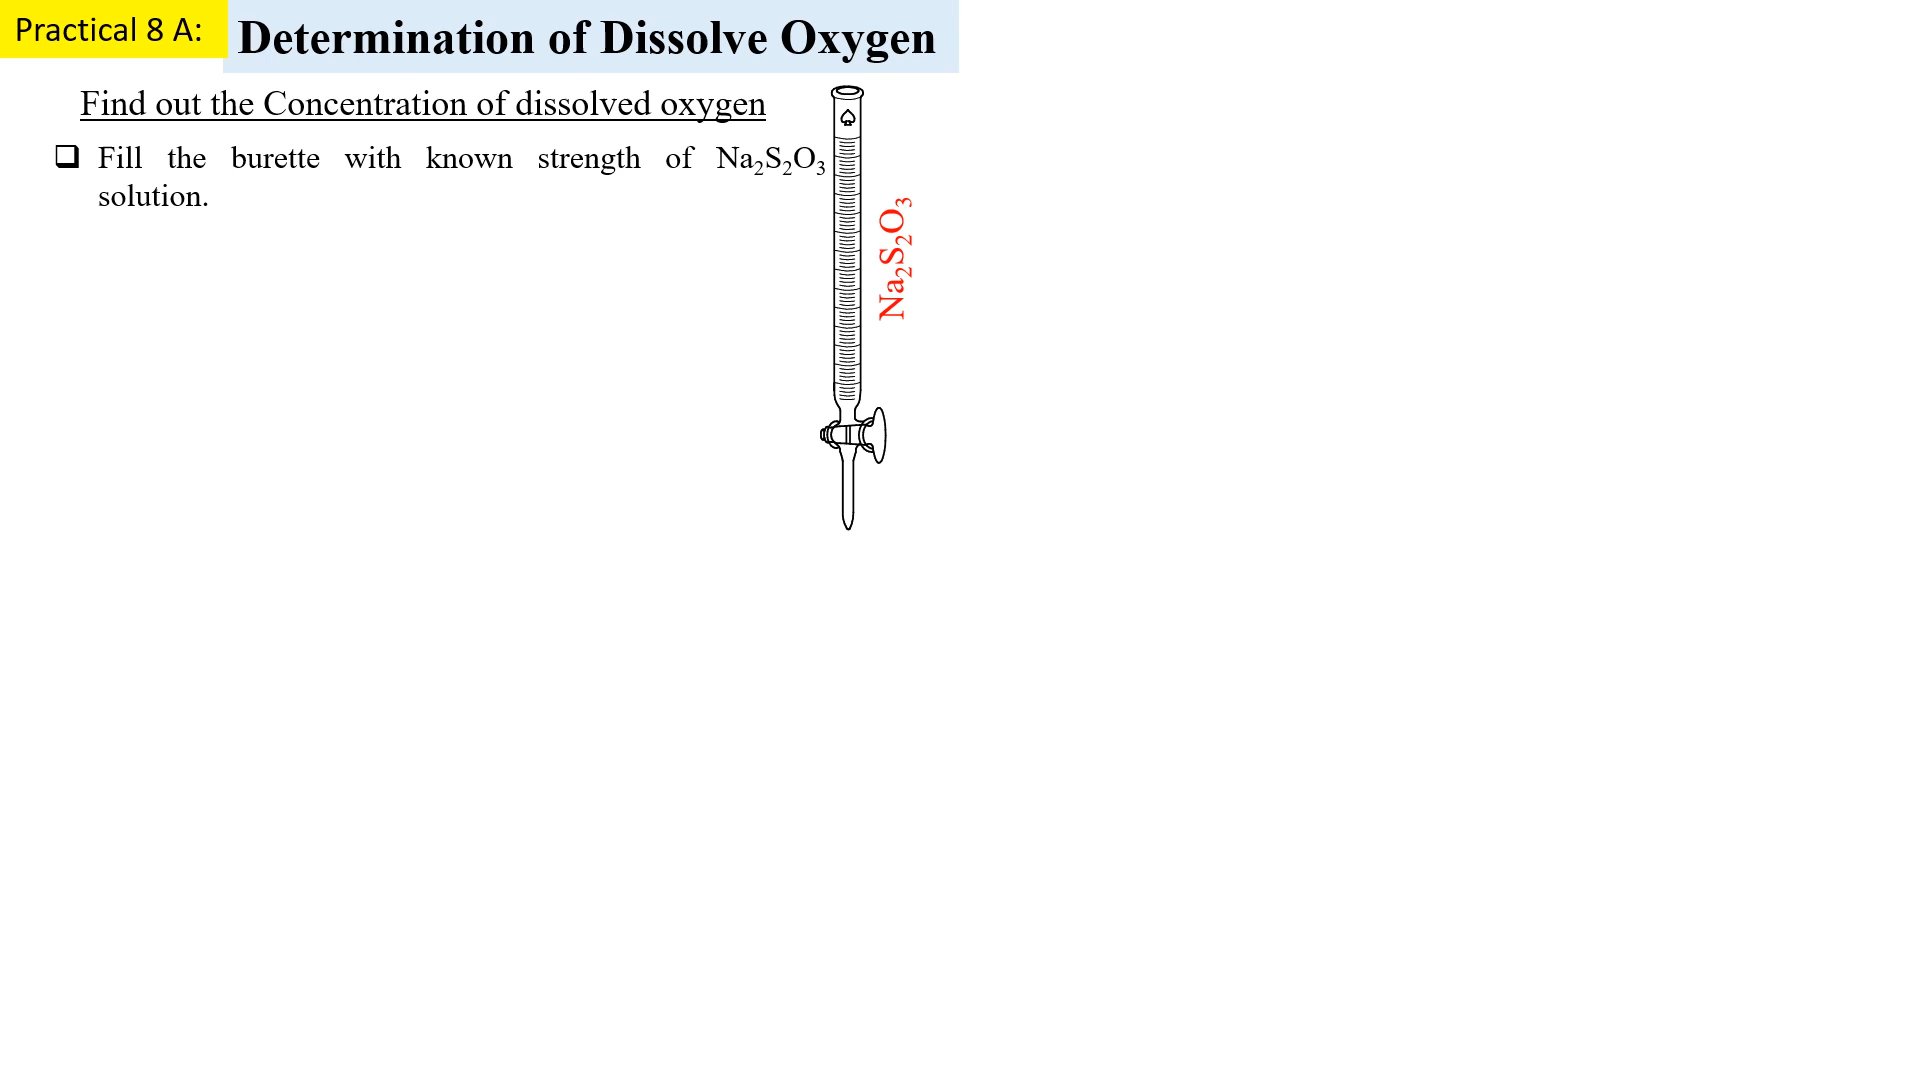 Practical 8 A:
Determination of Dissolve Oxygen
Find out the Concentration of dissolved oxygen
❑ Fill the burette with known strength of Na₂S₂O₃
solution.
Na₂S₂O₃